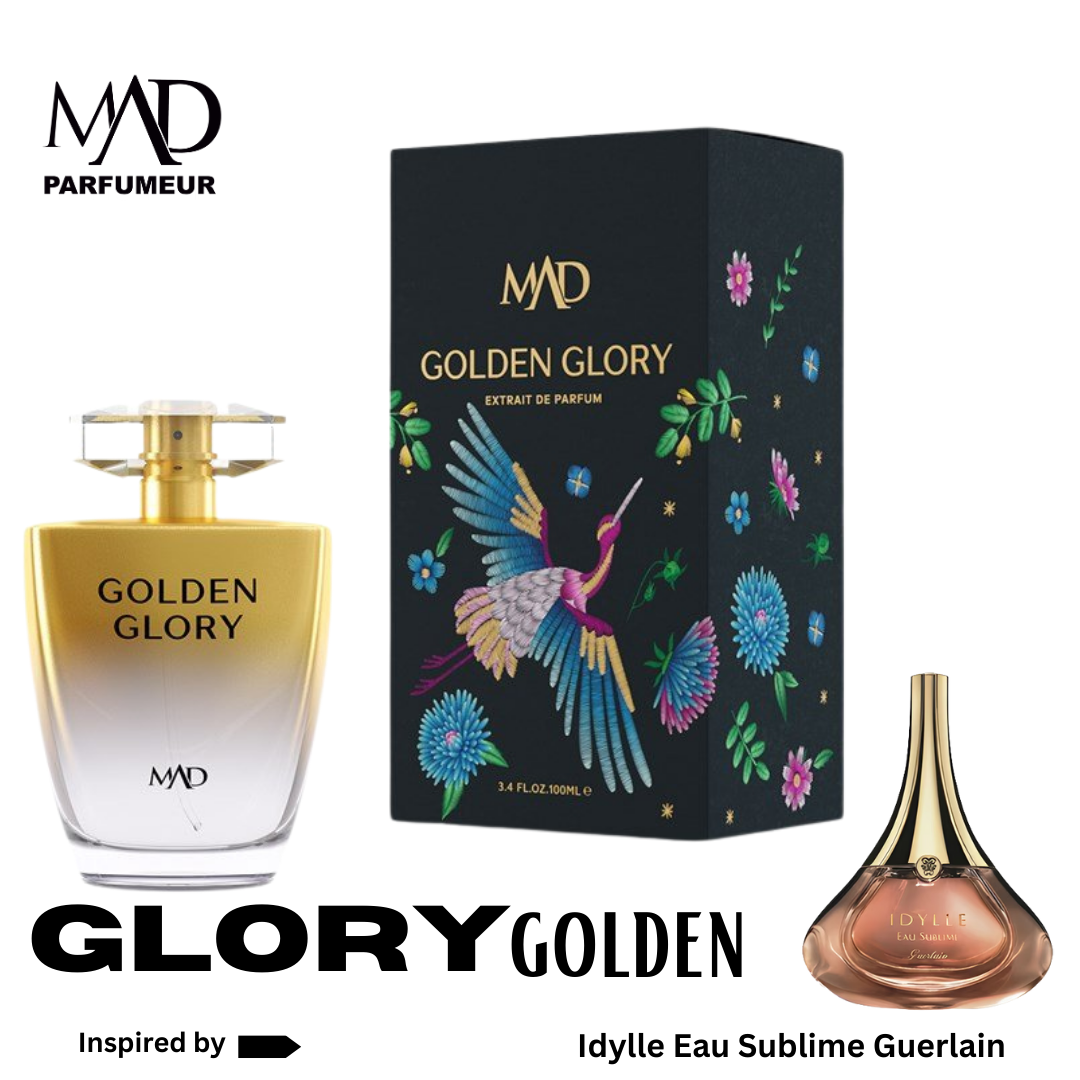 MAD
PARFUMEUR
MAD
GOLDEN GLORY
EXTRAIT DE PARFUM
3.4 FL.OZ.100ML ℮
GOLDEN
GLORY
MAD
IDYLLE
EAU SUBLIME
Guerlain
GLORY GOLDEN
Inspired by
Idylle Eau Sublime Guerlain